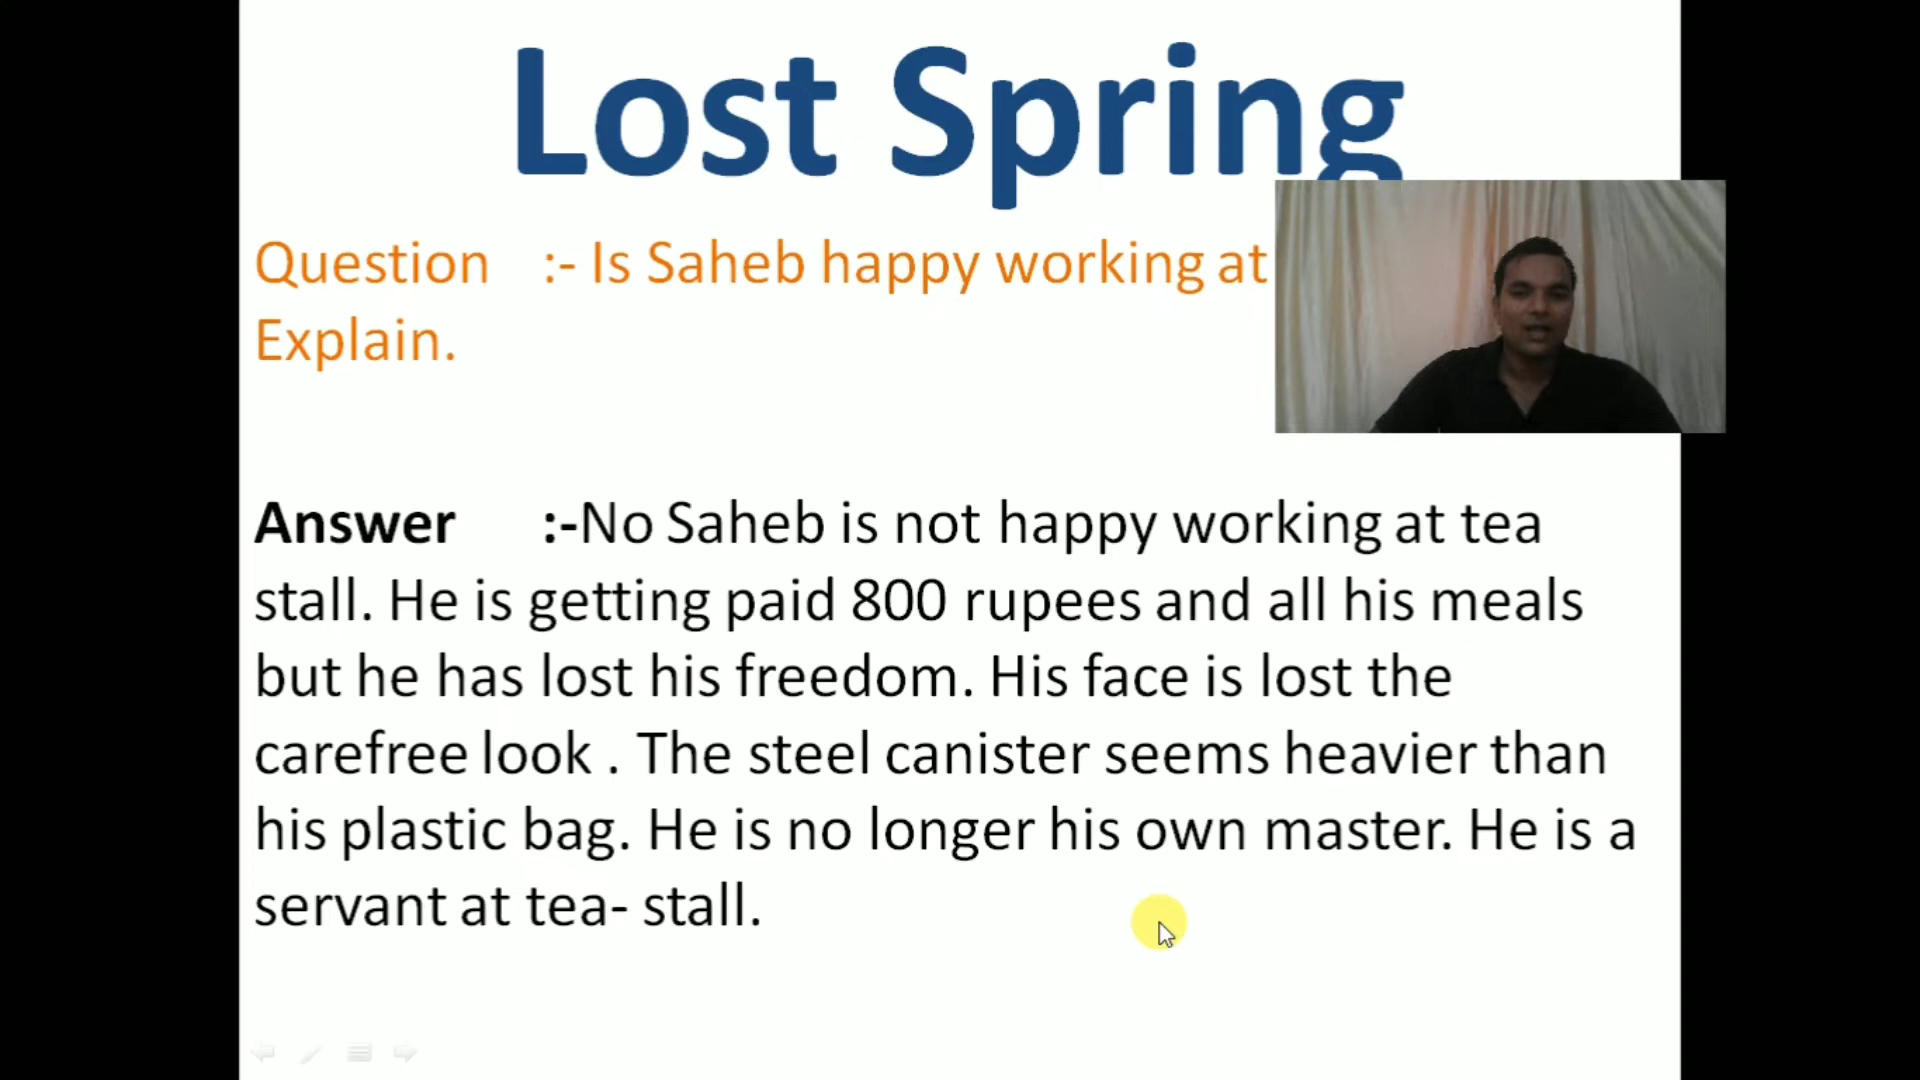 Lost Spring
Question :- Is Saheb happy working at
Explain.
Answer :-No Saheb is not happy working at tea
stall. He is getting paid 800 rupees and all his meals
but he has lost his freedom. His face is lost the
carefree look . The steel canister seems heavier than
his plastic bag. He is no longer his own master. He is a
servant at tea- stall.